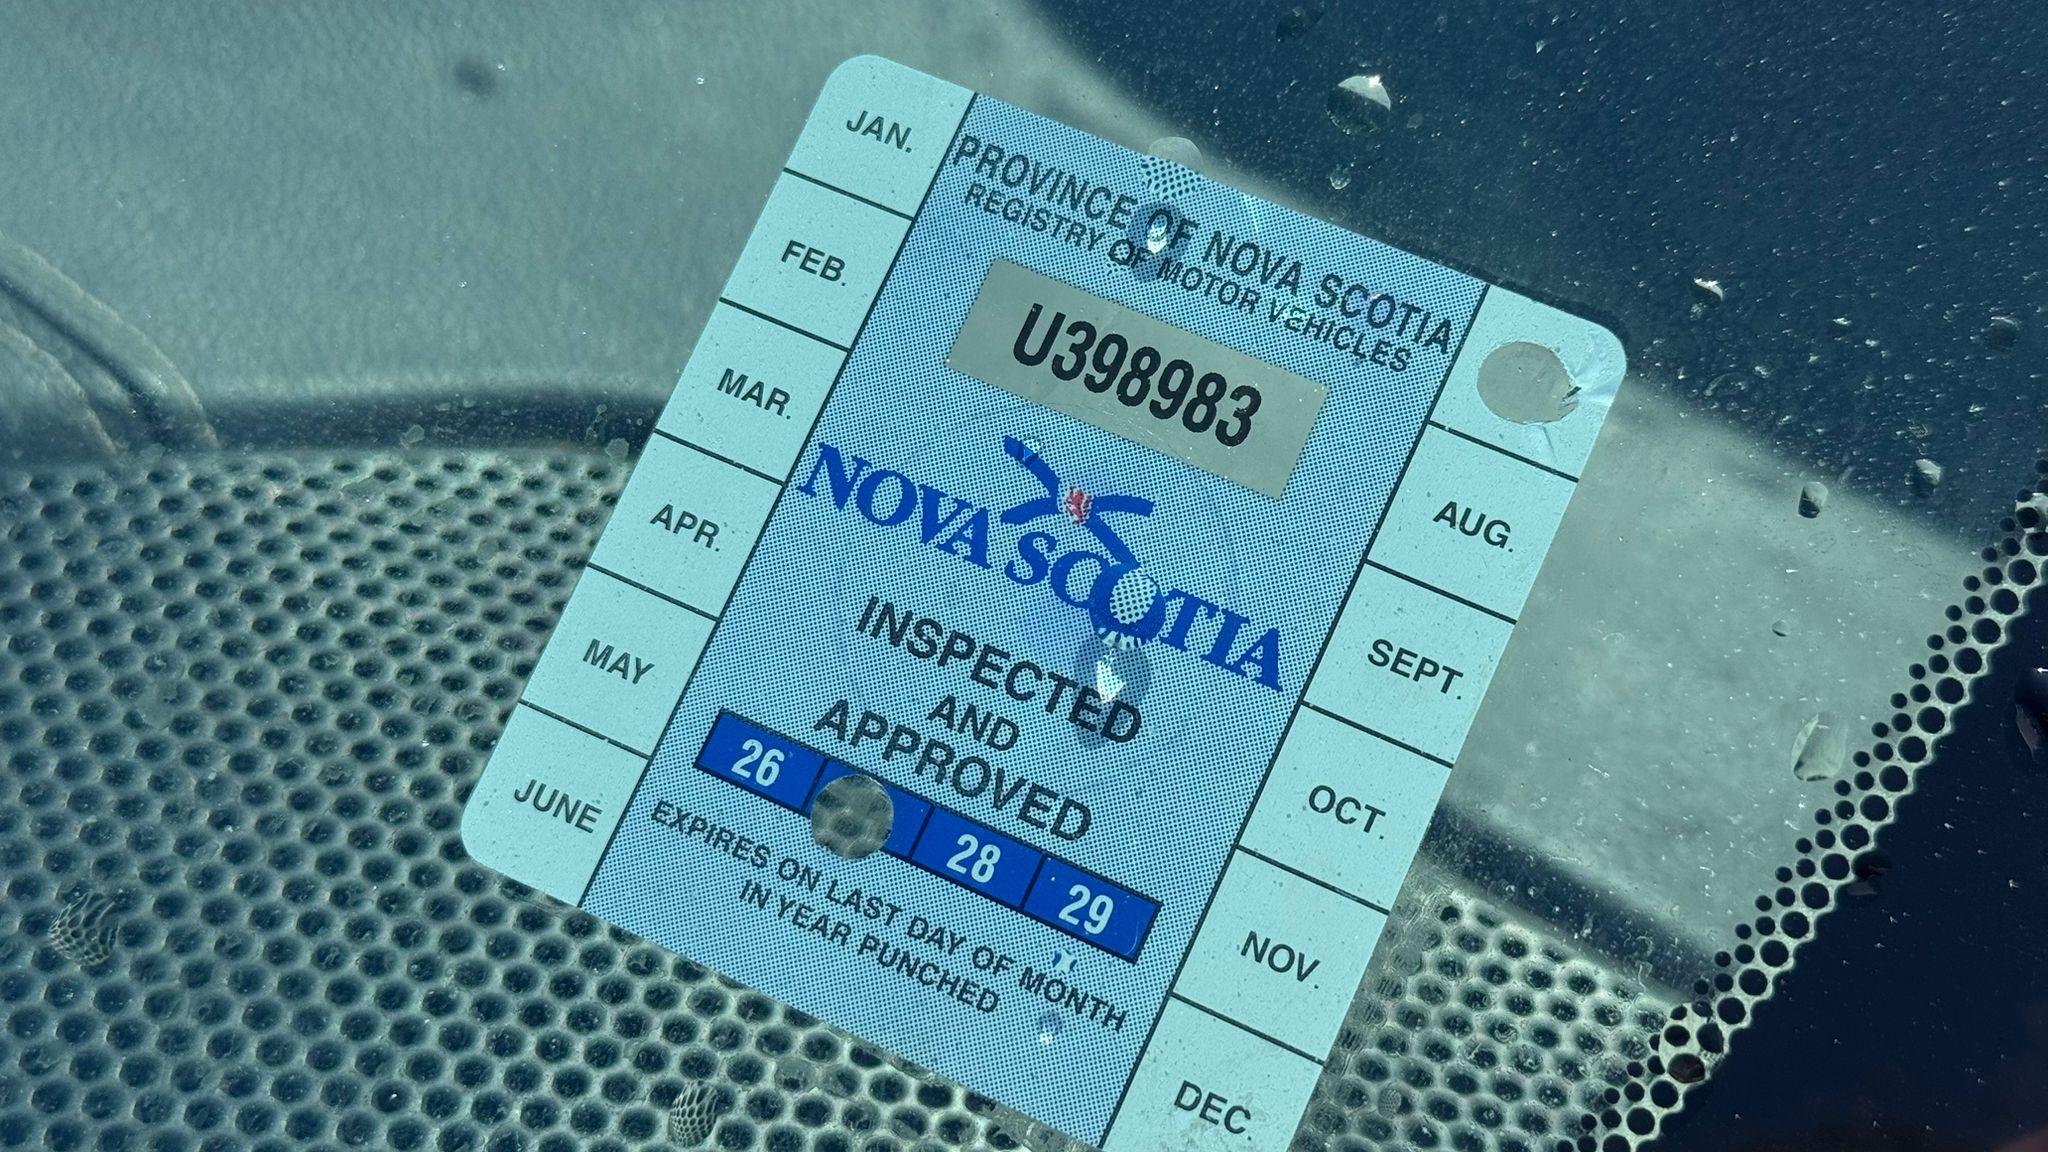 PROVINCE OF NOVA SCOTIA
REGISTRY OF MOTOR VEHICLES
U398983
NOVA SCOTIA
INSPECTED
AND
APPROVED
26 28 29
EXPIRES ON LAST DAY OF MONTH
IN YEAR PUNCHED
JAN.
FEB.
MAR.
APR.
MAY
JUNE
AUG.
SEPT.
OCT.
NOV.
DEC.